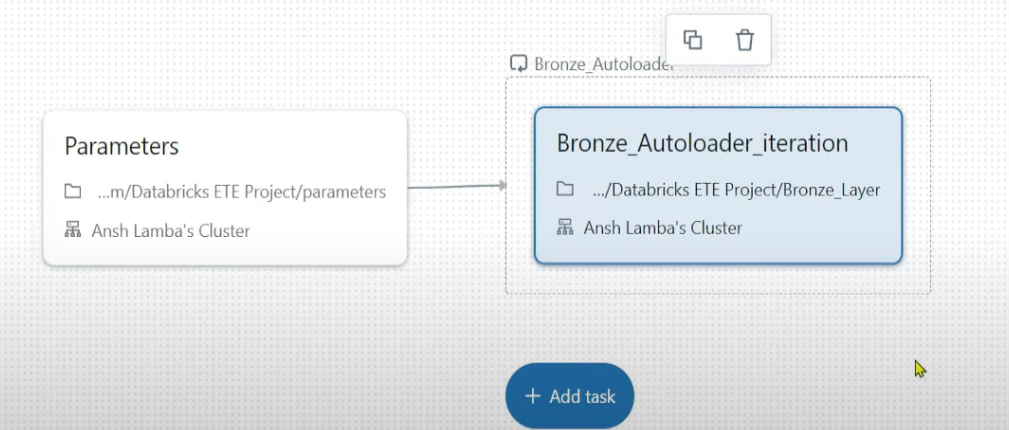 Bronze_Autoloader
Parameters
...m/Databricks ETE Project/parameters
Ansh Lamba's Cluster
Bronze_Autoloader_iteration
.../Databricks ETE Project/Bronze_Layer
Ansh Lamba's Cluster
+ Add task